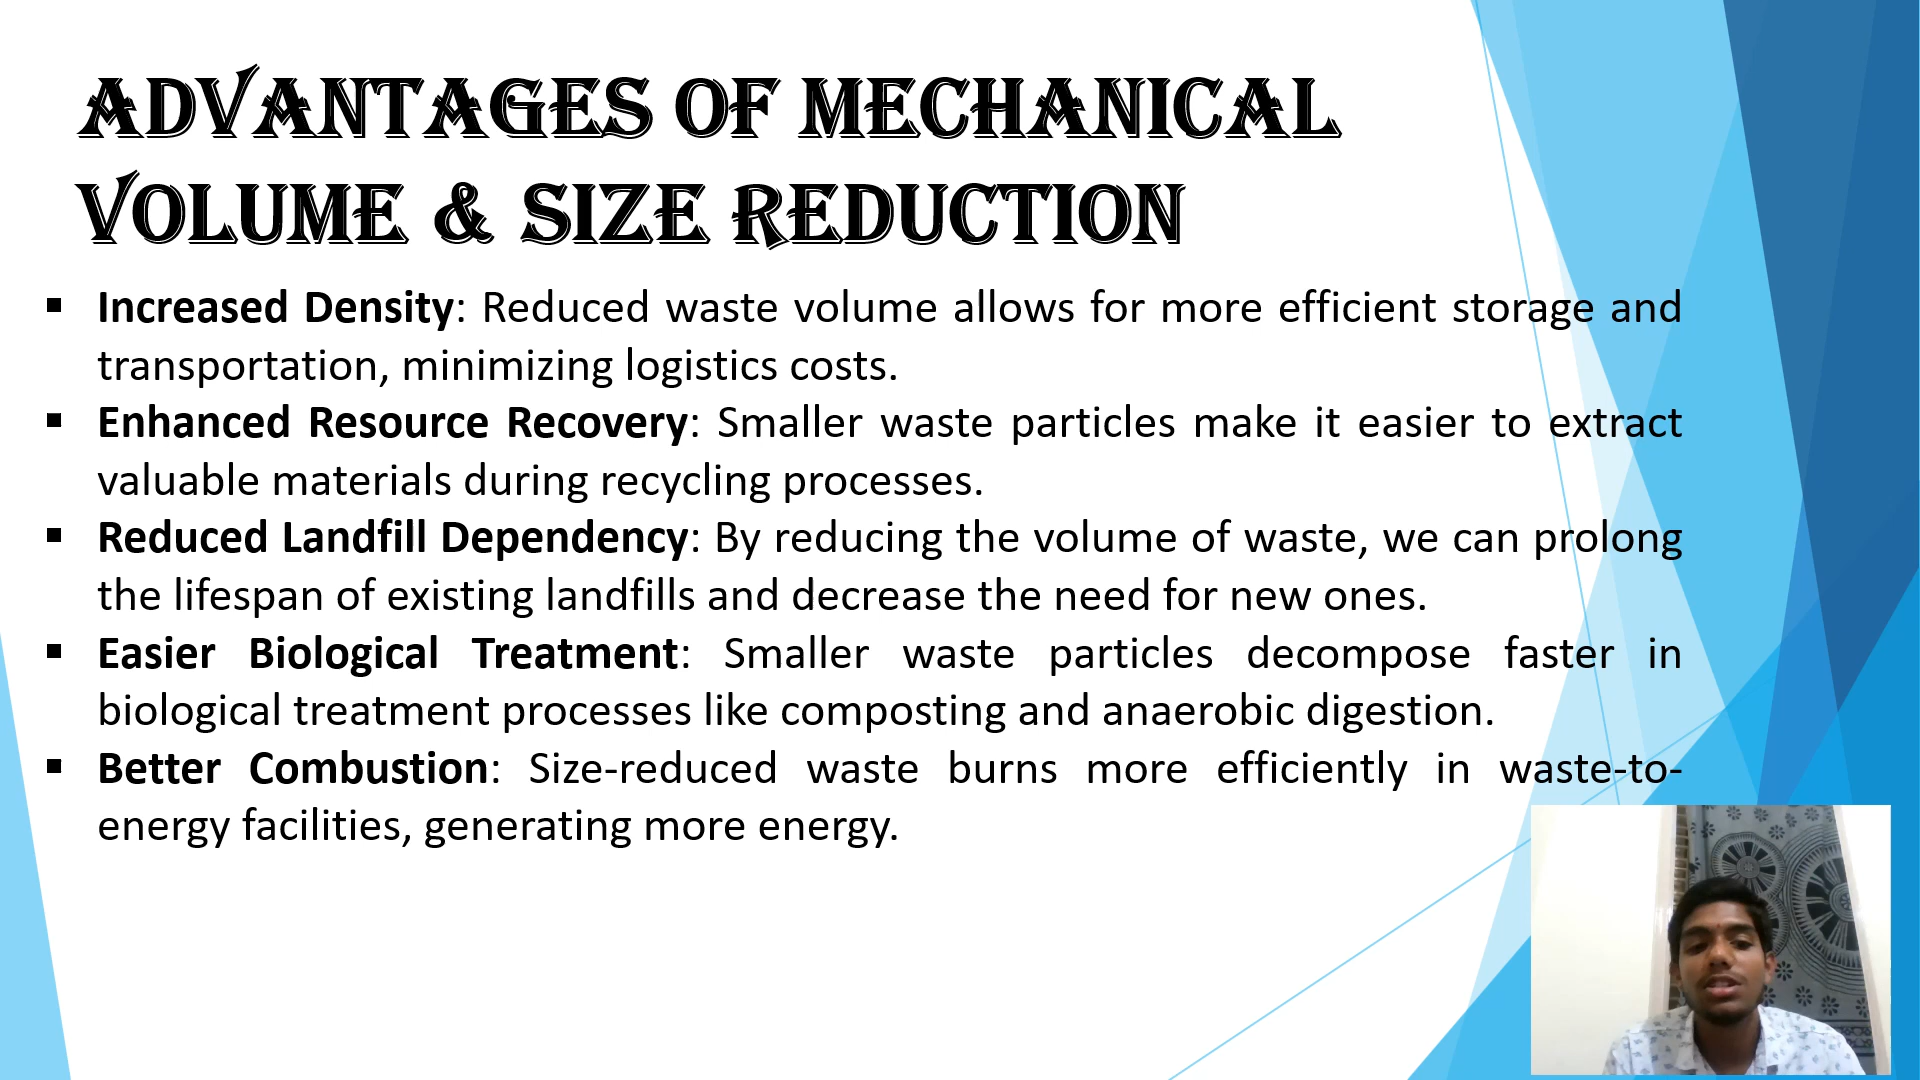 ADVANTAGES OF MECHANICAL
VOLUME & SIZE REDUCTION
▪ Increased Density: Reduced waste volume allows for more efficient storage and
transportation, minimizing logistics costs.
▪ Enhanced Resource Recovery: Smaller waste particles make it easier to extract
valuable materials during recycling processes.
▪ Reduced Landfill Dependency: By reducing the volume of waste, we can prolong
the lifespan of existing landfills and decrease the need for new ones.
▪ Easier Biological Treatment: Smaller waste particles decompose faster in
biological treatment processes like composting and anaerobic digestion.
▪ Better Combustion: Size-reduced waste burns more efficiently in waste-to-
energy facilities, generating more energy.